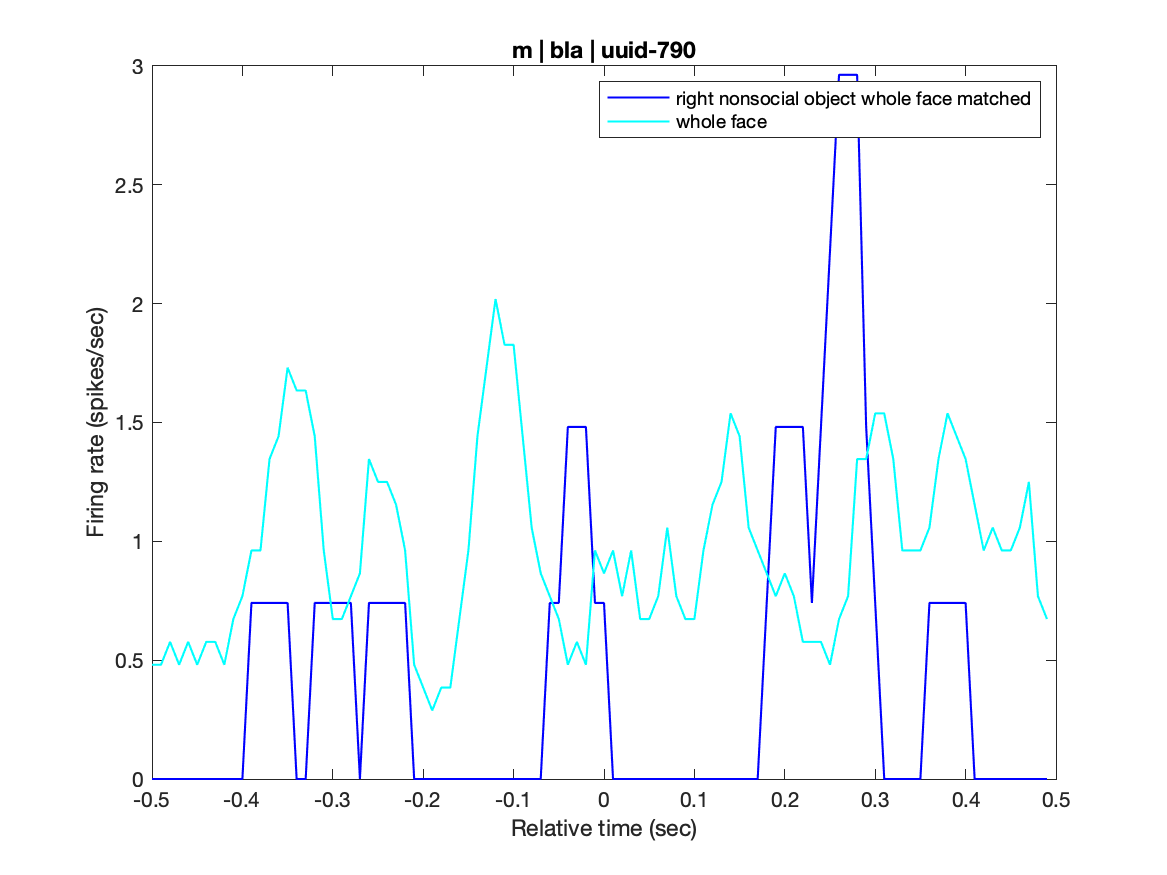 m | bla | uuid-790
right nonsocial object whole face matched
whole face
Firing rate (spikes/sec)
3
2.5
2
1.5
1
0.5
0
-0.5 -0.4 -0.3 -0.2 -0.1 0 0.1 0.2 0.3 0.4 0.5
Relative time (sec)